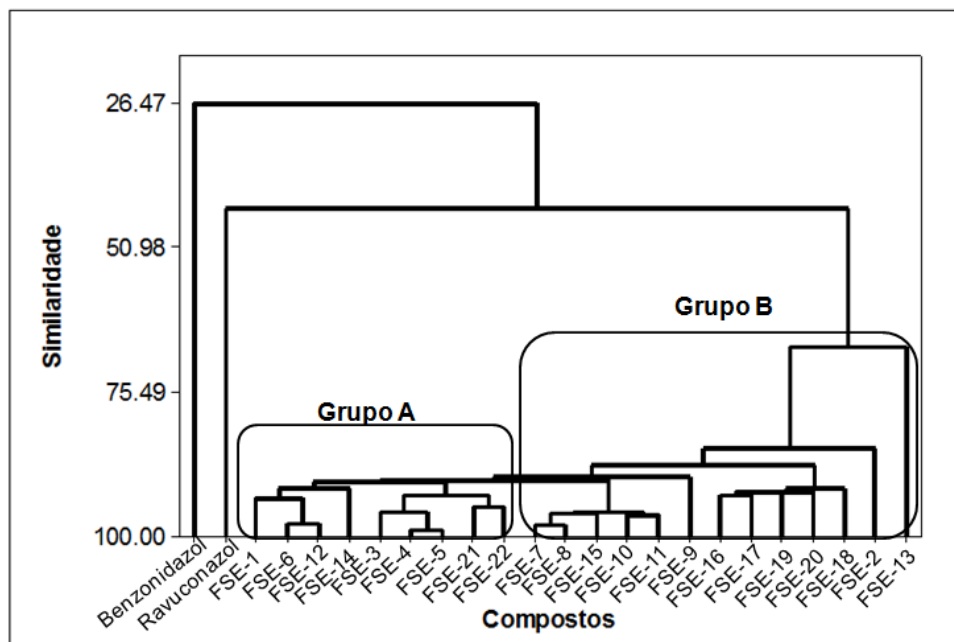 26.47
50.98
75.49
100.00
Similaridade
Grupo A
Grupo B
Benzonidazol
Ravuconazol
FSE-1
FSE-6
FSE-12
FSE-14
FSE-3
FSE-4
FSE-5
FSE-21
FSE-22
FSE-7
FSE-8
FSE-15
FSE-10
FSE-11
FSE-9
FSE-16
FSE-17
FSE-19
FSE-20
FSE-18
FSE-2
FSE-13
Compostos